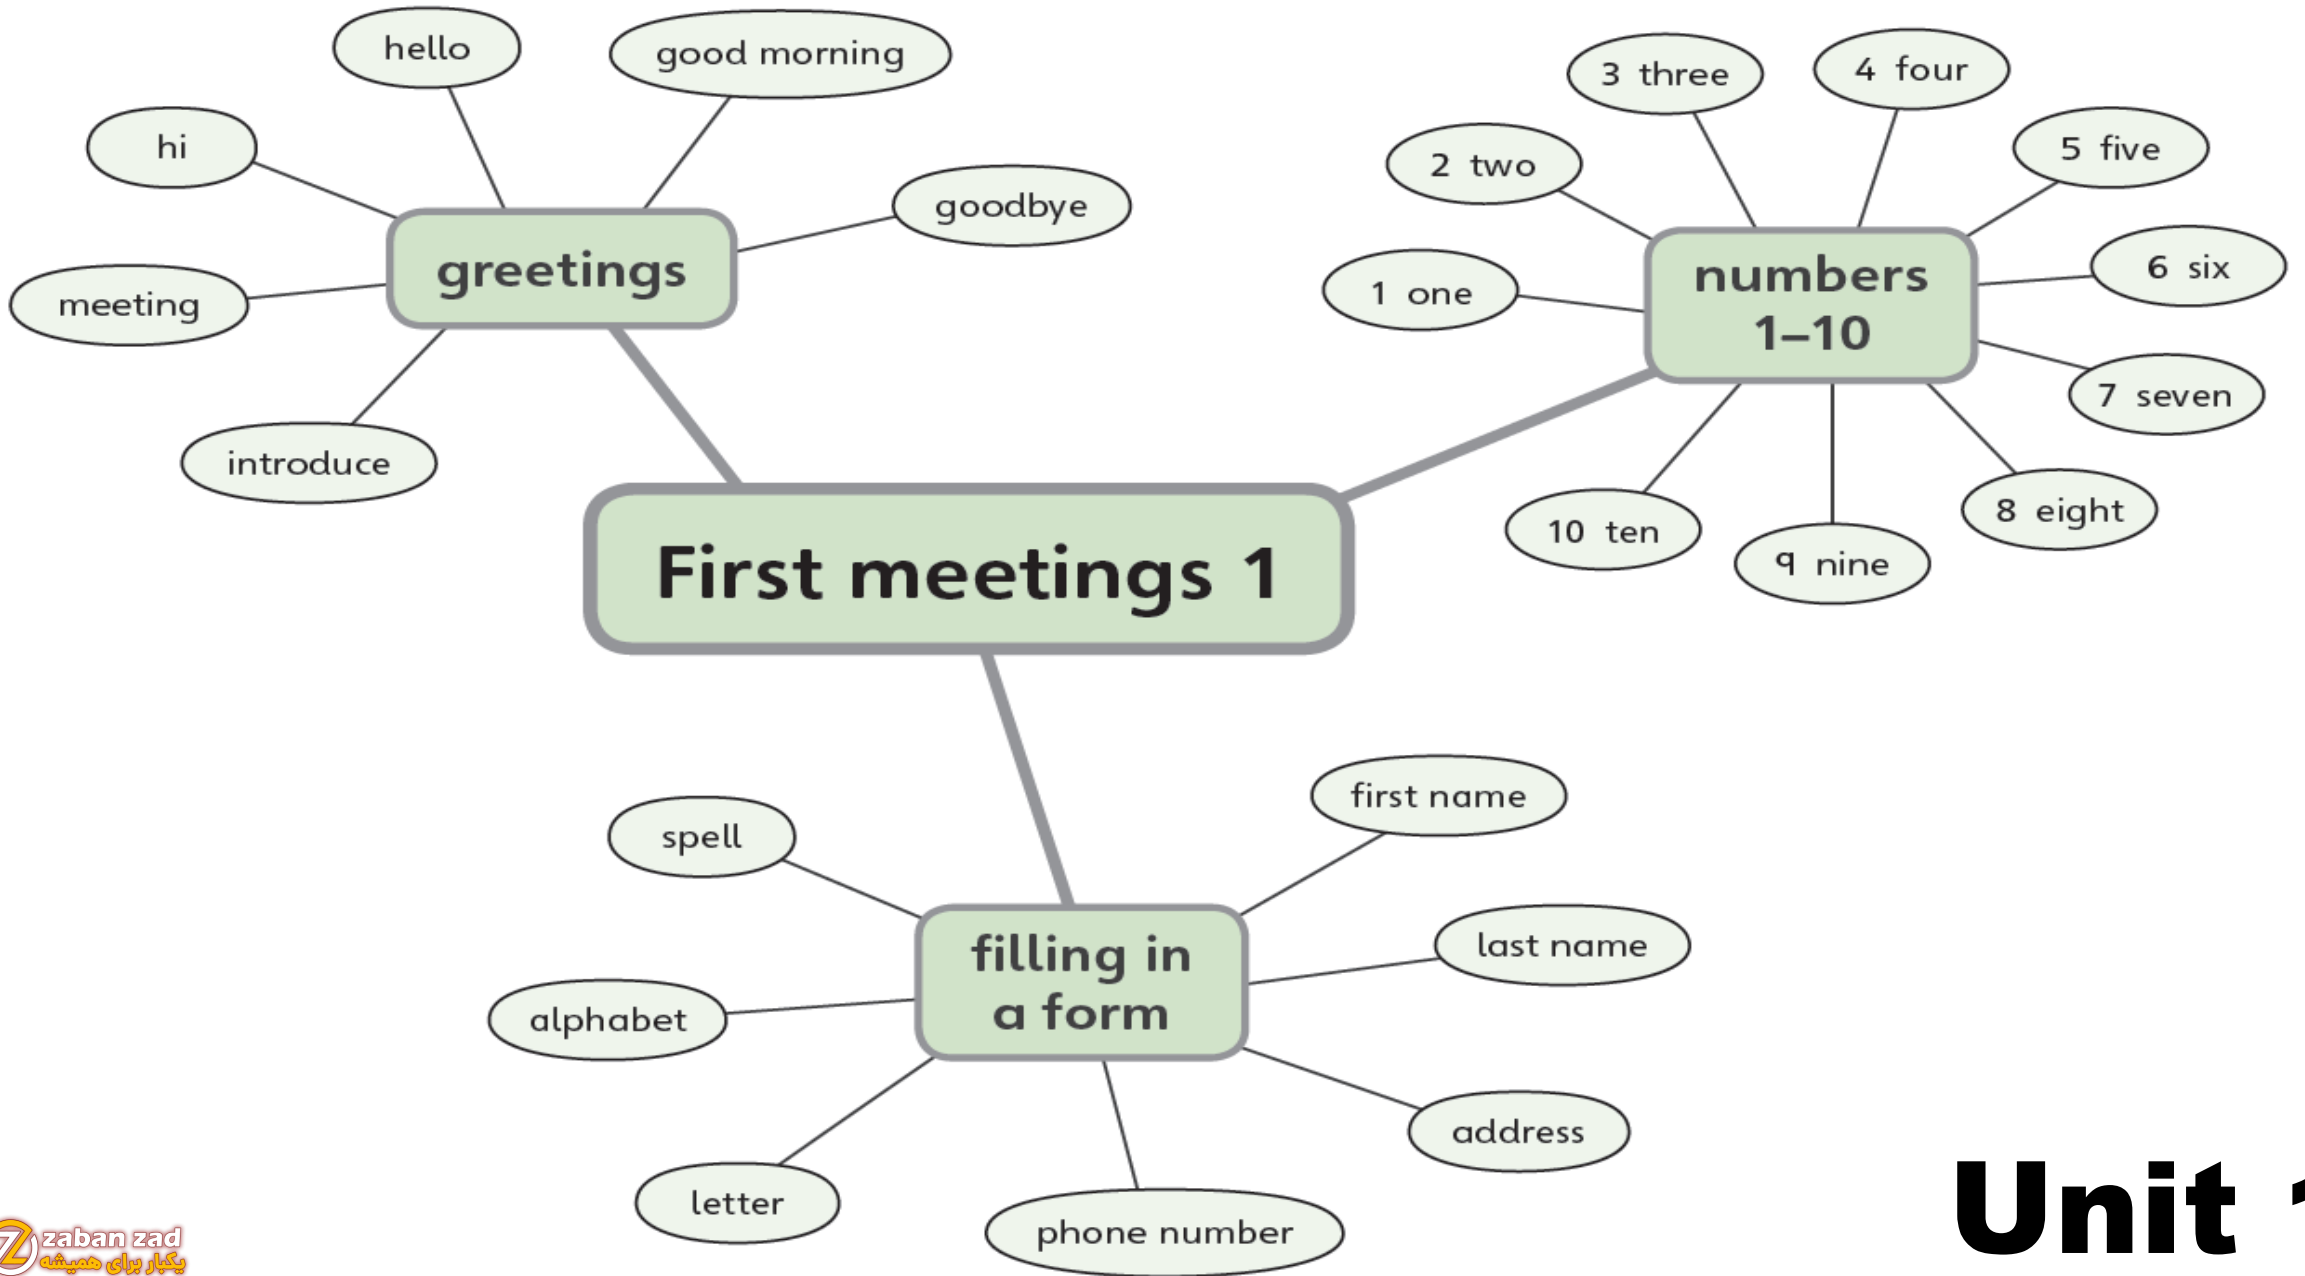 hello
good morning
hi
goodbye
greetings
meeting
introduce
3 three
4 four
2 two
5 five
1 one
numbers
1–10
6 six
7 seven
10 ten
9 nine
8 eight
First meetings 1
spell
first name
filling in
a form
last name
alphabet
address
letter
phone number
Unit 1
zaban zad
یکبار برای همیشه